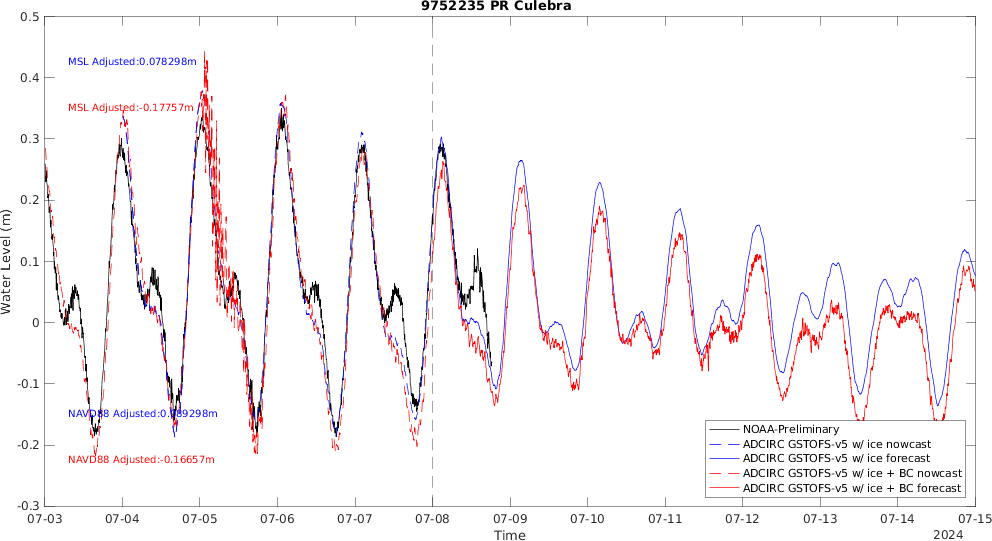 9752235 PR Culebra
0.5
0.4
0.3
0.2
0.1
0
-0.1
-0.2
-0.3
Water Level (m)
MSL Adjusted:0.078298m
MSL Adjusted:-0.17757m
NAVD88 Adjusted:0.089298m
NAVD88 Adjusted:-0.16657m
NOAA-Preliminary
ADCIRC GSTOFS-v5 w/ ice nowcast
ADCIRC GSTOFS-v5 w/ ice forecast
ADCIRC GSTOFS-v5 w/ ice + BC nowcast
ADCIRC GSTOFS-v5 w/ ice + BC forecast
07-03 07-04 07-05 07-06 07-07 07-08 07-09 07-10 07-11 07-12 07-13 07-14 07-15
Time
2024